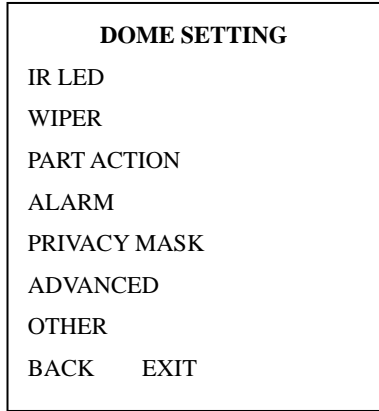 DOME SETTING
IR LED
WIPER
PART ACTION
ALARM
PRIVACY MASK
ADVANCED
OTHER
BACK EXIT